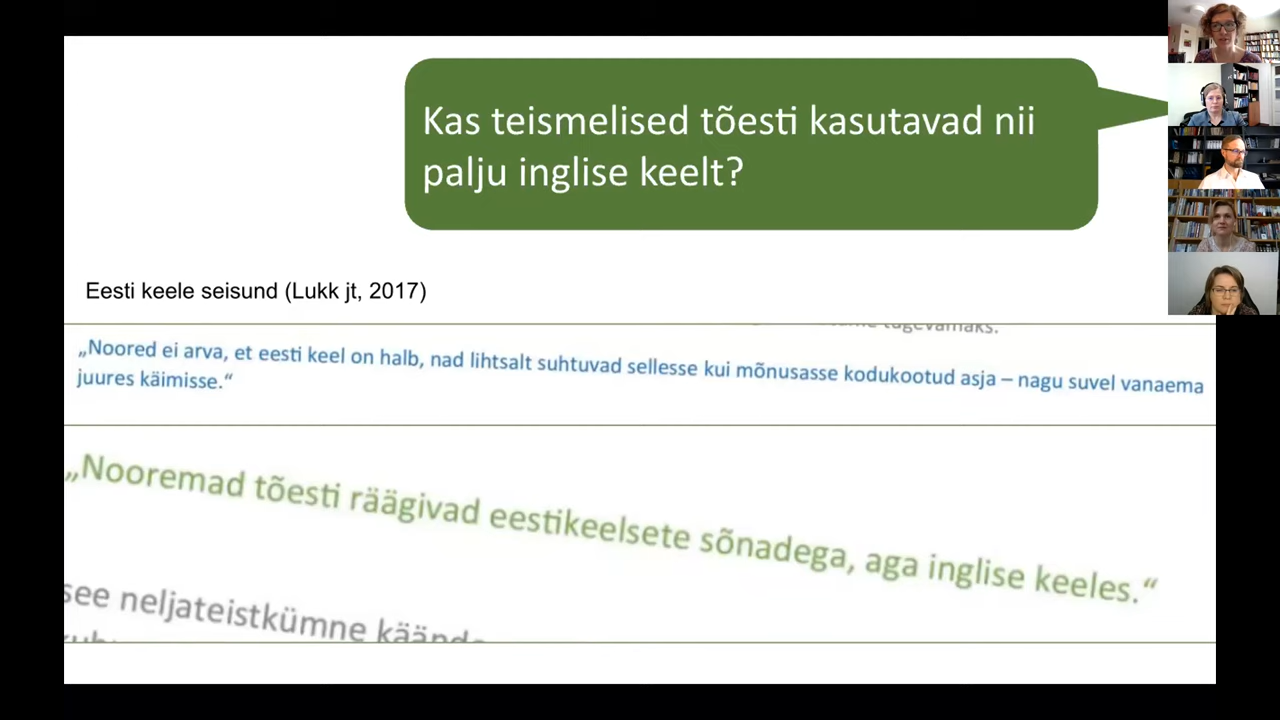 Kas teismelised tõesti kasutavad nii
palju inglise keelt?
Eesti keele seisund (Lukk jt, 2017)
„Noored ei arva, et eesti keel on halb, nad lihtsalt suhtuvad sellesse kui mõnusasse kodukootud asja – nagu suvel vanaema
juures käimisse.“
„Nooremad tõesti räägivad eestikeelsete sõnadega, aga inglise keeles.“
see neljateistkümne